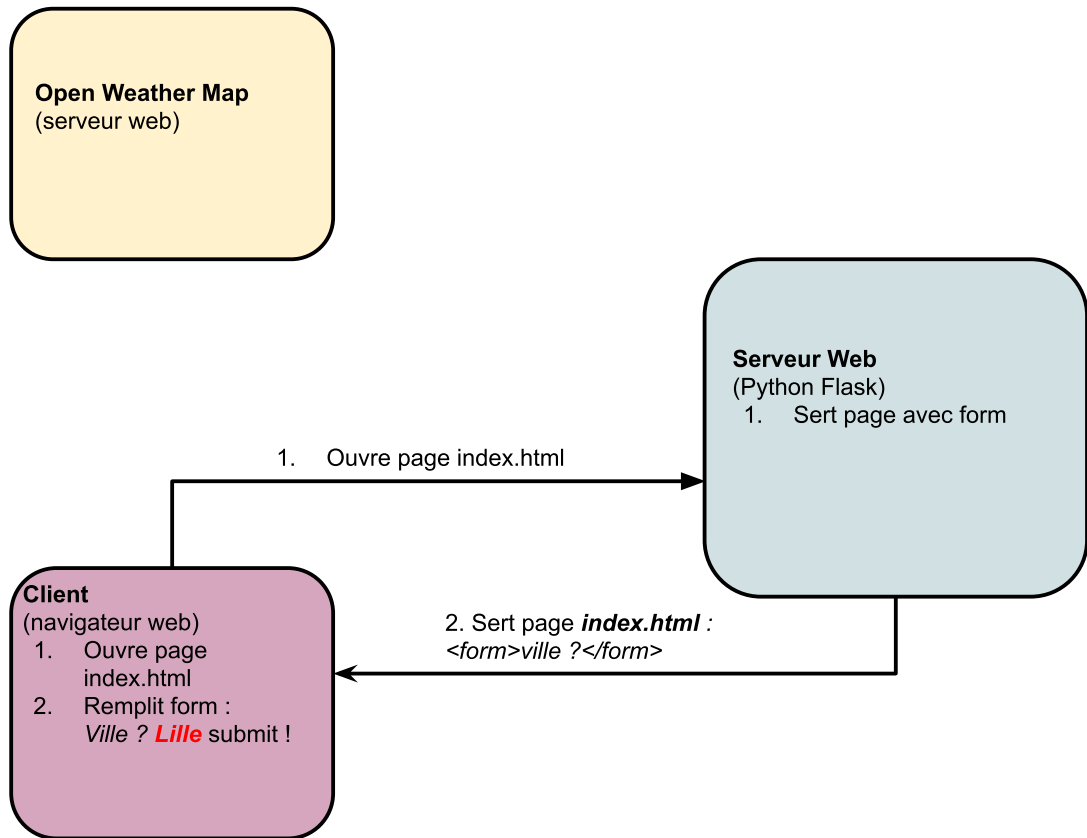 Open Weather Map
(serveur web)
Serveur Web
(Python Flask)
1. Sert page avec form
1. Ouvre page index.html
Client
(navigateur web)
1. Ouvre page
index.html
2. Remplit form :
Ville ? Lille submit !
2. Sert page index.html :
<form>ville ?</form>